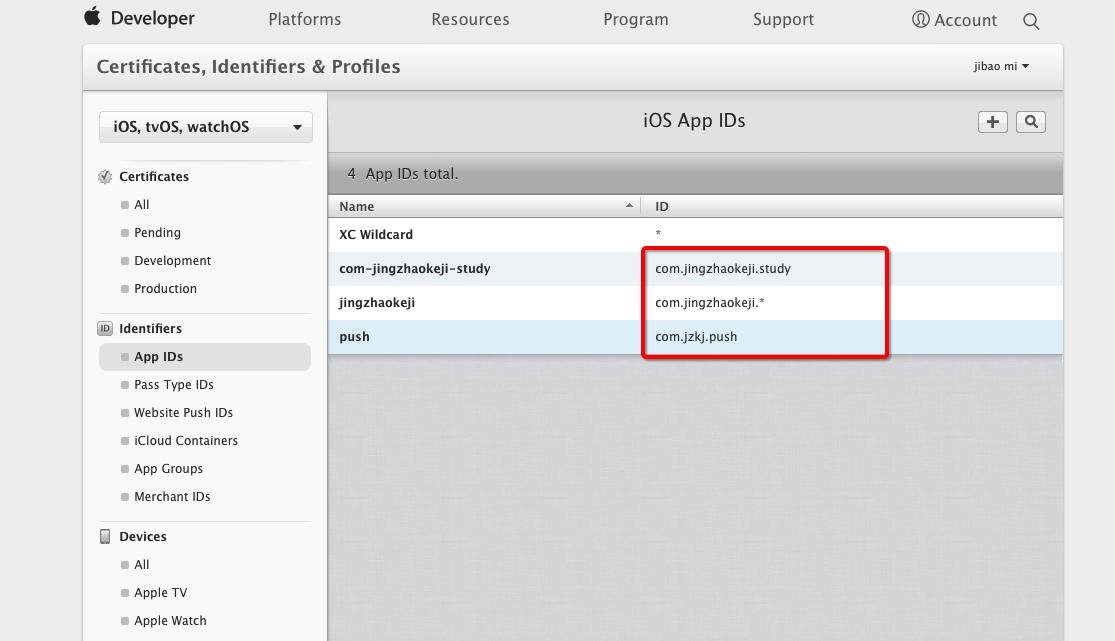 Developer Platforms Resources Program Support Account
Certificates, Identifiers & Profiles jibao mi
iOS, tvOS, watchOS
Certificates
All
Pending
Development
Production
ID Identifiers
App IDs
Pass Type IDs
Website Push IDs
iCloud Containers
App Groups
Merchant IDs
Devices
All
Apple TV
Apple Watch
iOS App IDs
4 App IDs total.
Name ID
XC Wildcard *
com-jingzhaokeji-study com.jingzhaokeji.study
jingzhaokeji com.jingzhaokeji.*
push com.jzkj.push